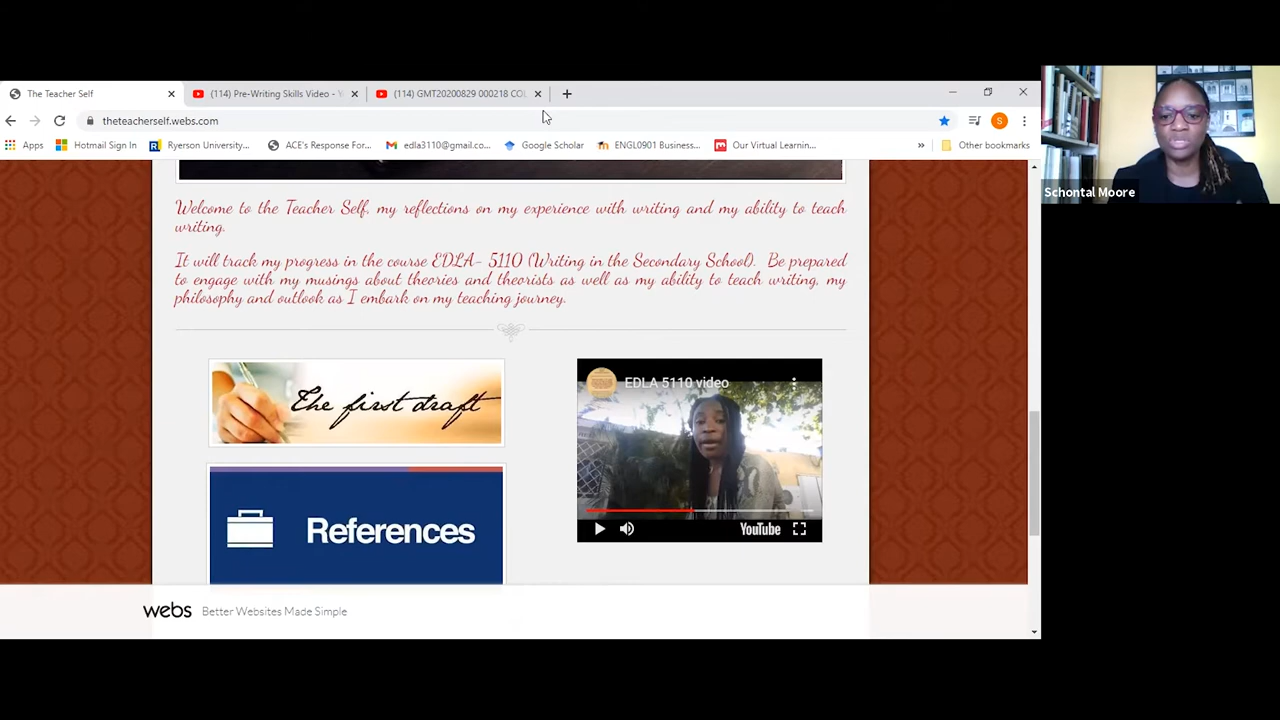 The Teacher Self
(114) Pre-Writing Skills Video - Y
(114) GMT20200829 000218 COL
theteacherself.webs.com
S
Apps
Hotmail Sign In
Ryerson University...
ACE's Response For...
edla3110@gmail.co...
Google Scholar
ENGL0901 Business...
Our Virtual Learnin...
»
Other bookmarks
Schontal Moore
Welcome to the Teacher Self, my reflections on my experience with writing and my ability to teach
writing.
It will track my progress in the course EDLA- 5110 (Writing in the Secondary School). Be prepared
to engage with my musings about theories and theorists as well as my ability to teach writing, my
philosophy and outlook as I embark on my teaching journey.
The first draft
EDLA 5110 video
References
YouTube
webs Better Websites Made Simple